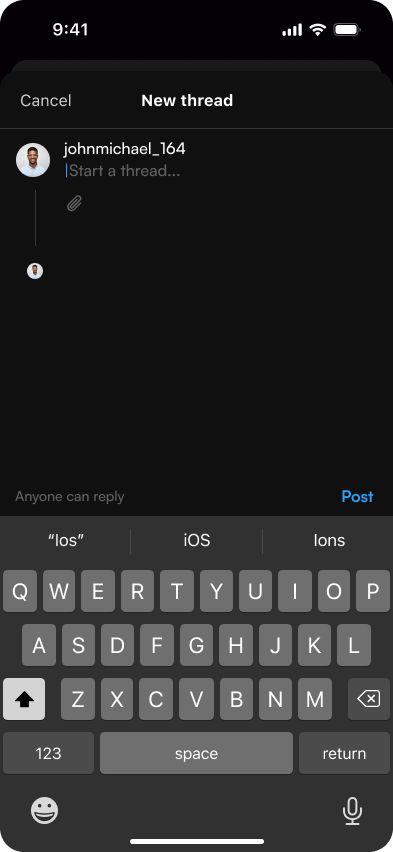 9:41
Cancel New thread
johnmichael_164
Start a thread...
Anyone can reply Post
“Ios” iOS Ions
Q W E R T Y U I O P
A S D F G H J K L
Z X C V B N M
123 space return